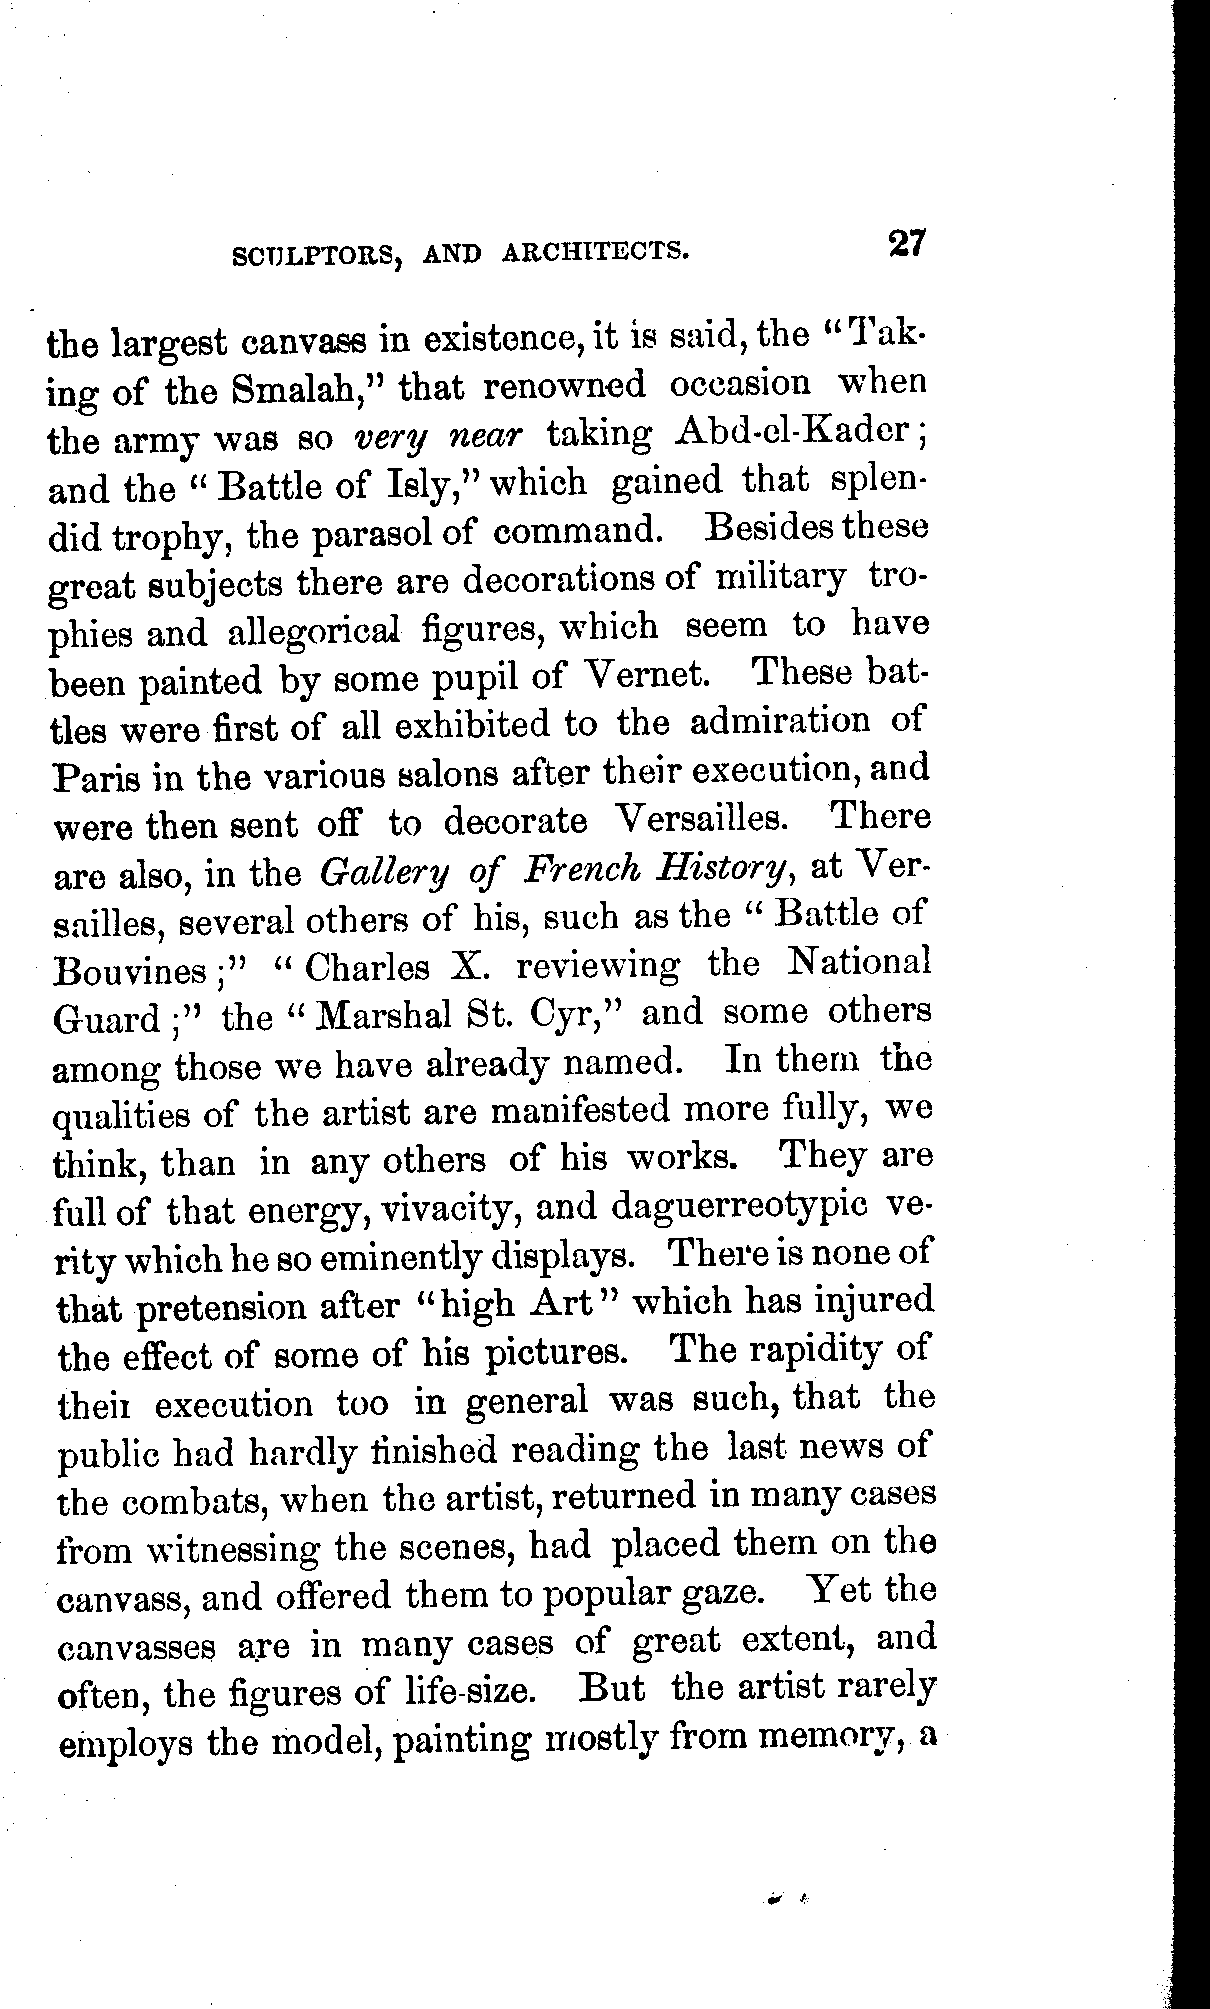 SCULPTORS, AND ARCHITECTS. 27
the largest canvass in existence, it is said, the "Tak-
ing of the Smalah," that renowned occasion when
the army was so very near taking Abd-el-Kader;
and the "Battle of Isly," which gained that splen-
did trophy, the parasol of command. Besides these
great subjects there are decorations of military tro-
phies and allegorical figures, which seem to have
been painted by some pupil of Vernet. These bat-
tles were first of all exhibited to the admiration of
Paris in the various salons after their execution, and
were then sent off to decorate Versailles. There
are also, in the Gallery of French History, at Ver-
sailles, several others of his, such as the "Battle of
Bouvines;" "Charles X. reviewing the National
Guard;" the "Marshal St. Cyr," and some others
among those we have already named. In them the
qualities of the artist are manifested more fully, we
think, than in any others of his works. They are
full of that energy, vivacity, and daguerreotypic ve-
rity which he so eminently displays. There is none of
that pretension after "high Art" which has injured
the effect of some of his pictures. The rapidity of
their execution too in general was such, that the
public had hardly finished reading the last news of
the combats, when the artist, returned in many cases
from witnessing the scenes, had placed them on the
canvass, and offered them to popular gaze. Yet the
canvasses are in many cases of great extent, and
often, the figures of life-size. But the artist rarely
employs the model, painting mostly from memory, a